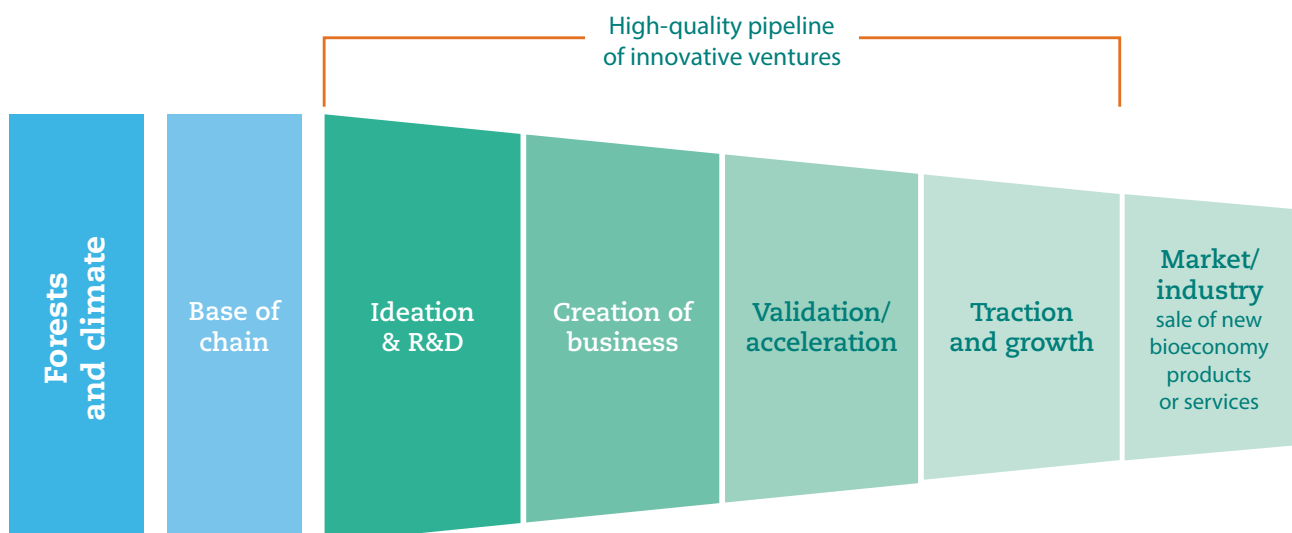 High-quality pipeline
of innovative ventures
Forests
and climate
Base of
chain
Ideation
& R&D
Creation of
business
Validation/
acceleration
Traction
and growth
Market/
industry
sale of new
bioeconomy
products
or services